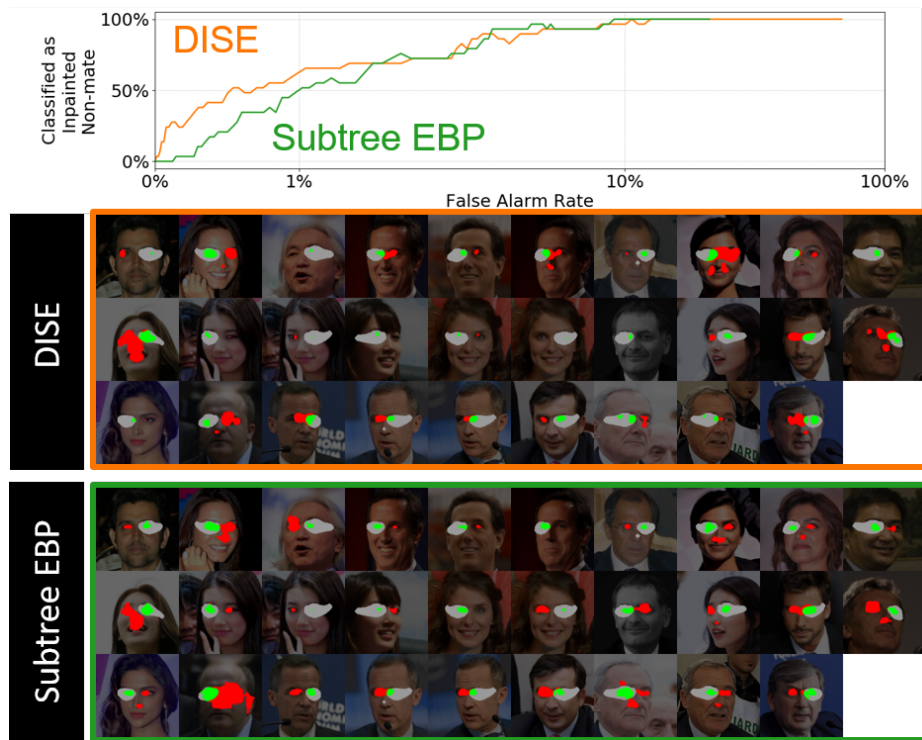 100%
50%
0%
Classified as
Inpainted
Non-mate
DISE
Subtree EBP
0%
1%
10%
100%
False Alarm Rate
DISE
Subtree EBP